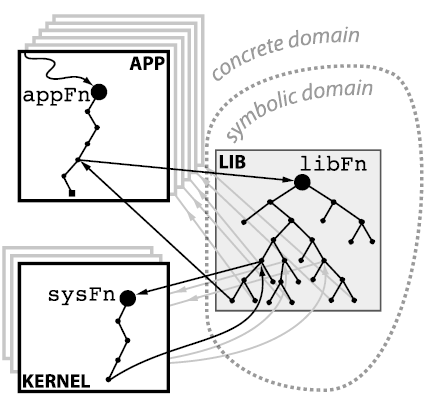 concrete domain
APP
appFn
symbolic domain
LIB
libFn
sysFn
KERNEL